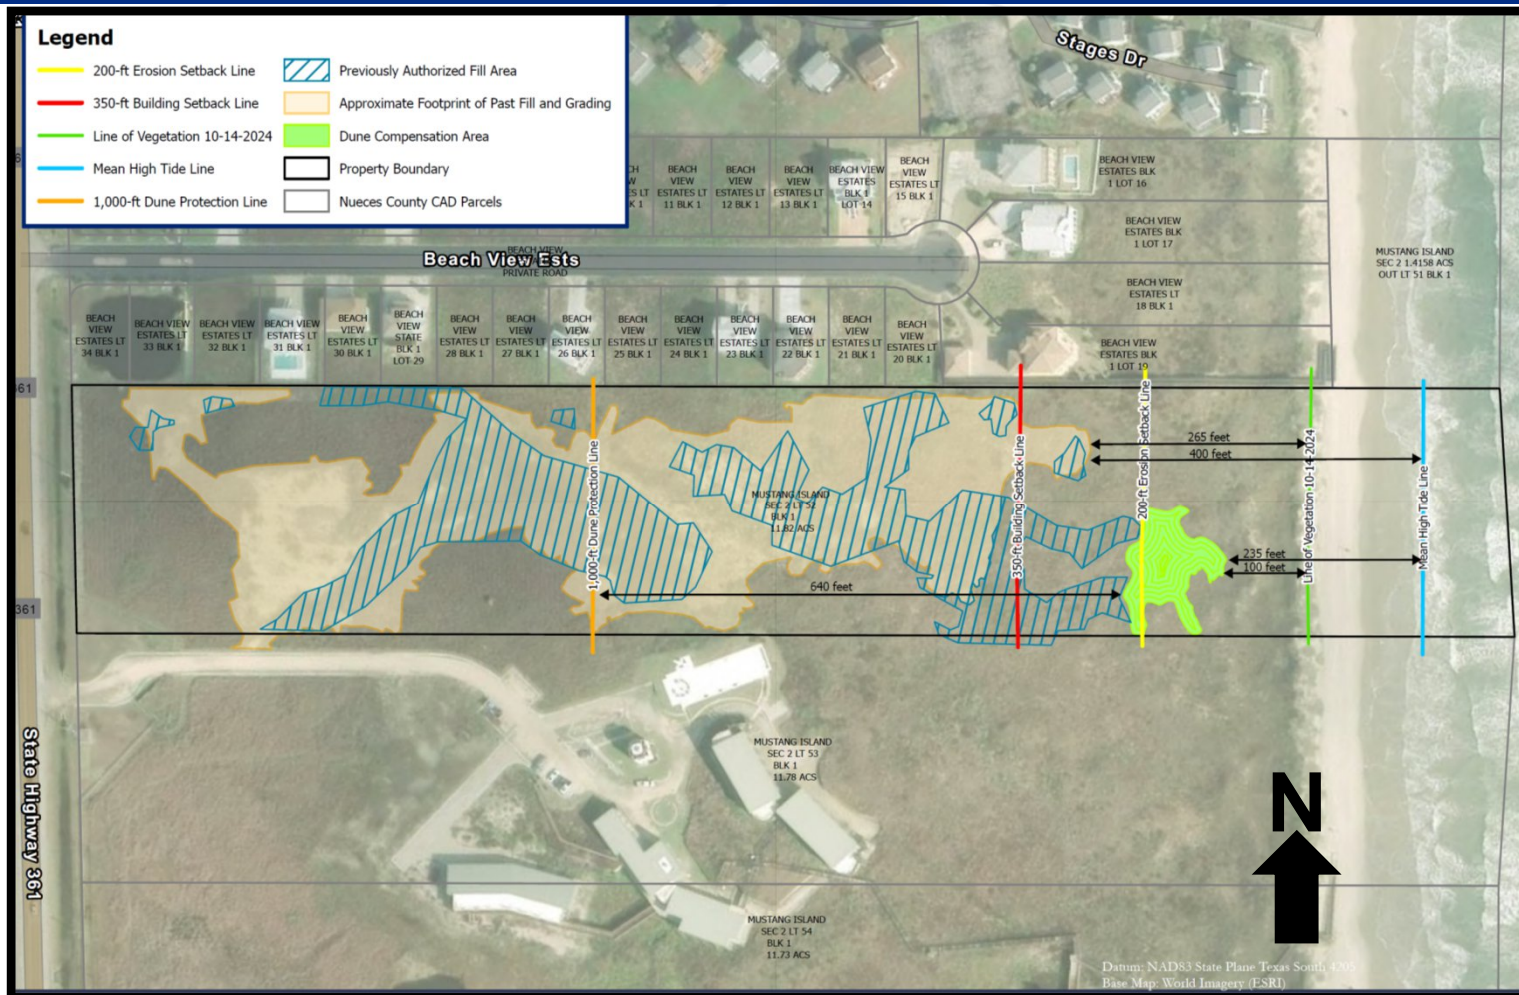 Legend
200-ft Erosion Setback Line
350-ft Building Setback Line
Line of Vegetation 10-14-2024
Mean High Tide Line
1,000-ft Dune Protection Line
Previously Authorized Fill Area
Approximate Footprint of Past Fill and Grading
Dune Compensation Area
Property Boundary
Nueces County CAD Parcels
Stages Dr
BEACH
VIEW
ESTATES LT
11 BLK 1
BEACH
VIEW
ESTATES LT
12 BLK 1
BEACH
VIEW
ESTATES LT
13 BLK 1
BEACH VIEW
ESTATES
BLK 1
LOT 14
BEACH
VIEW
ESTATES LT
15 BLK 1
BEACH VIEW
ESTATES BLK
1 LOT 16
BEACH VIEW
ESTATES BLK
1 LOT 17
BEACH VIEW
ESTATES LT
18 BLK 1
BEACH VIEW
ESTATES BLK
1 LOT 19
MUSTANG ISLAND
SEC 2 1.4158 ACS
OUT LT 51 BLK 1
BEACH VIEW
Beach View Ests
PRIVATE ROAD
BEACH
VIEW
ESTATES LT
34 BLK 1
BEACH VIEW
ESTATES LT
33 BLK 1
BEACH VIEW
ESTATES LT
32 BLK 1
BEACH VIEW
ESTATES LT
31 BLK 1
BEACH
VIEW
ESTATES LT
30 BLK 1
BEACH
VIEW
STATE
BLK 1
LOT 29
BEACH
VIEW
ESTATES LT
28 BLK 1
BEACH
VIEW
ESTATES LT
27 BLK 1
BEACH
VIEW
ESTATES LT
26 BLK 1
BEACH
VIEW
ESTATES LT
25 BLK 1
BEACH
VIEW
ESTATES LT
24 BLK 1
BEACH
VIEW
ESTATES LT
23 BLK 1
BEACH
VIEW
ESTATES LT
22 BLK 1
BEACH
VIEW
ESTATES LT
21 BLK 1
BEACH
VIEW
ESTATES LT
20 BLK 1
361
361
1,000-ft Dune Protection Line
350-ft Building Setback Line
200-ft Erosion Setback Line
Line of Vegetation 10-14-2024
Mean High Tide Line
265 feet
400 feet
235 feet
100 feet
640 feet
MUSTANG ISLAND
SEC 2 LT 52
BLK 1
11.82 ACS
MUSTANG ISLAND
SEC 2 LT 53
BLK 1
11.78 ACS
MUSTANG ISLAND
SEC 2 LT 54
BLK 1
11.73 ACS
State Highway 361
N
Datum: NAD83 State Plane Texas South 4205
Base Map: World Imagery (ESRI)